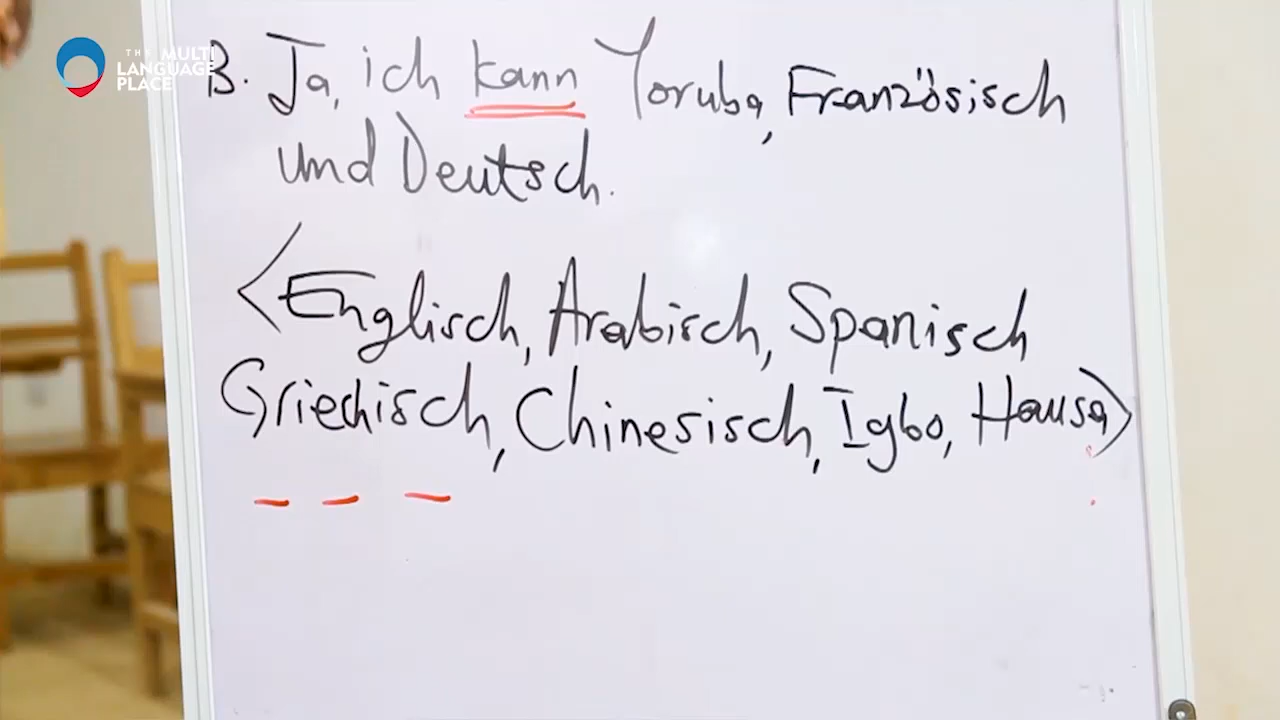 THE MULTI
LANGUAGE
PLACE
B. Ja, ich kann Yoruba, Französisch
und Deutsch.
<Englisch, Arabisch, Spanisch
Griechisch, Chinesisch, Igbo, Hausa>